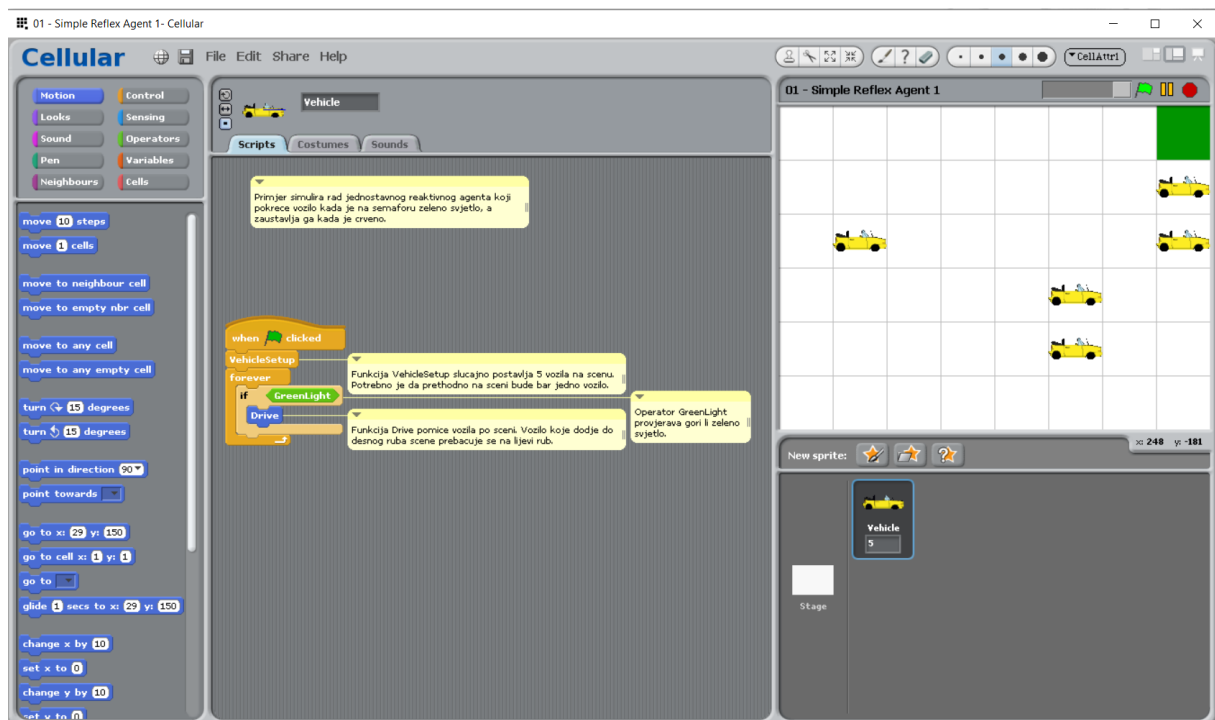 01 - Simple Reflex Agent 1- Cellular
Cellular
File Edit Share Help
CellAttr1
Motion
Control
Looks
Sensing
Sound
Operators
Pen
Variables
Neighbours
Cells
move 10 steps
move 1 cells
move to neighbour cell
move to empty nbr cell
move to any cell
move to any empty cell
turn 15 degrees
turn 15 degrees
point in direction 90
point towards
go to x: 29 y: 150
go to cell x: 1 y: 1
go to
glide 1 secs to x: 29 y: 150
change x by 10
set x to 0
change y by 10
set y to 0
Vehicle
Scripts Costumes Sounds
Primjer simulira rad jednostavnog reaktivnog agenta koji
pokrece vozilo kada je na semaforu zeleno svjetlo, a
zaustavlja ga kada je crveno.
when clicked
VehicleSetup
forever
if GreenLight
Drive
Funkcija VehicleSetup slucajno postavlja 5 vozila na scenu.
Potrebno je da prethodno na sceni bude bar jedno vozilo.
Funkcija Drive pomice vozila po sceni. Vozilo koje dodje do
desnog ruba scene prebacuje se na lijevi rub.
Operator GreenLight
provjerava gori li zeleno
svjetlo.
01 - Simple Reflex Agent 1
x: 248 y: -181
New sprite:
Vehicle
5
Stage